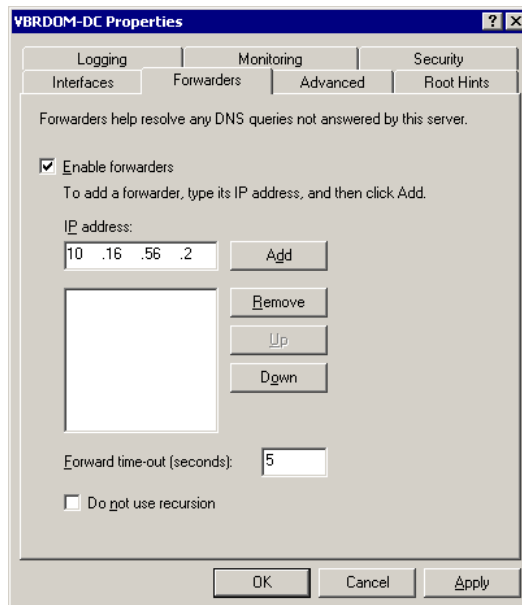 VBRDOM-DC Properties
Logging Monitoring Security
Interfaces Forwarders Advanced Root Hints
Forwarders help resolve any DNS queries not answered by this server.
Enable forwarders
To add a forwarder, type its IP address, and then click Add.
IP address:
10 .16 .56 .2 Add
Remove
Up
Down
Forward time-out (seconds): 5
Do not use recursion
OK Cancel Apply